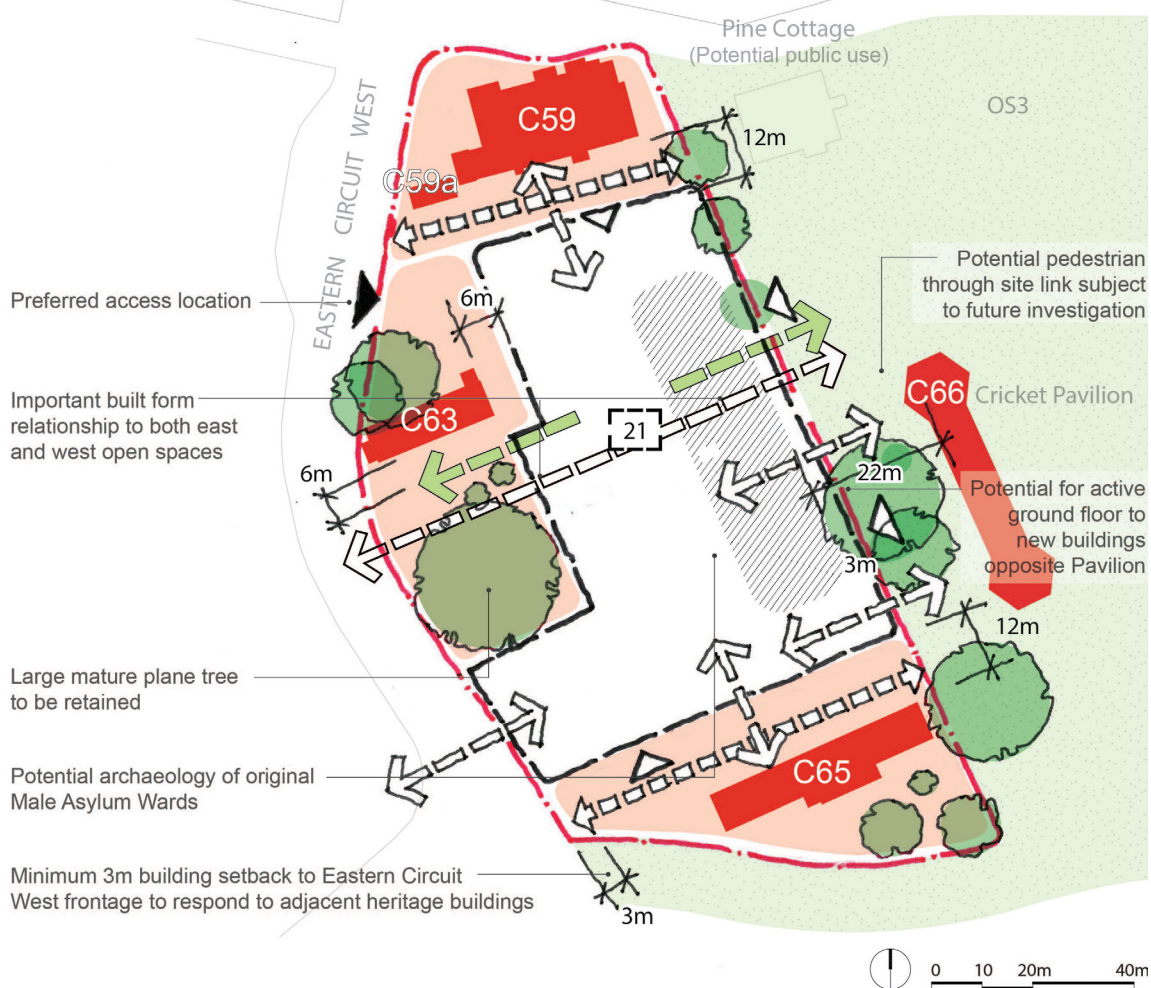 Pine Cottage
(Potential public use)
OS3
EASTERN CIRCUIT WEST
C59
C59a
12m
Preferred access location
6m
Potential pedestrian
through site link subject
to future investigation
Important built form
relationship to both east
and west open spaces
C63
C66
Cricket Pavilion
21
6m
22m
Potential for active
ground floor to
new buildings
opposite Pavilion
3m
12m
Large mature plane tree
to be retained
Potential archaeology of original
Male Asylum Wards
C65
Minimum 3m building setback to Eastern Circuit
West frontage to respond to adjacent heritage buildings
3m
0 10 20m 40m